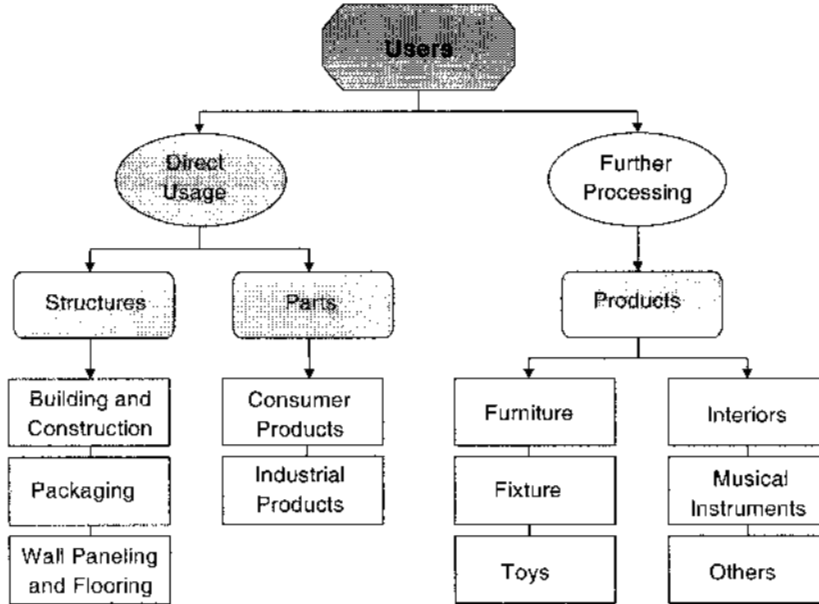 Users
Direct
Usage
Further
Processing
Structures
Parts
Products
Building and
Construction
Packaging
Wall Paneling
and Flooring
Consumer
Products
Industrial
Products
Furniture
Fixture
Toys
Interiors
Musical
Instruments
Others